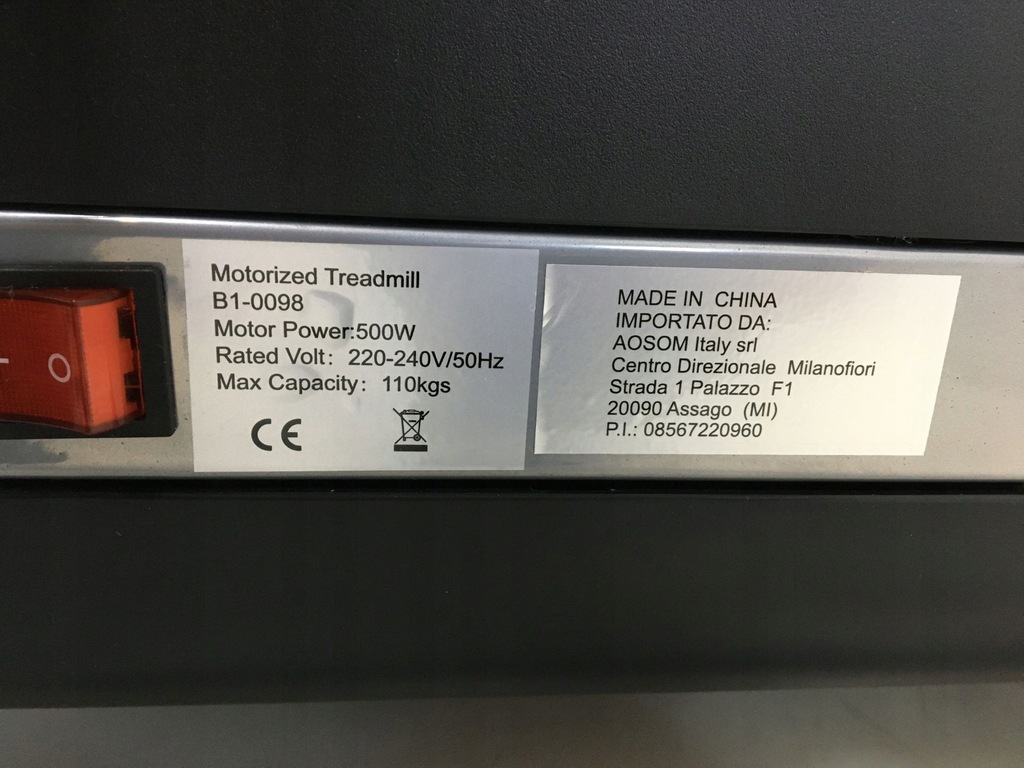 Motorized Treadmill
B1-0098
Motor Power:500W
Rated Volt: 220-240V/50Hz
Max Capacity: 110kgs
CE
MADE IN CHINA
IMPORTATO DA:
AOSOM Italy srl
Centro Direzionale Milanofiori
Strada 1 Palazzo F1
20090 Assago (MI)
P.I.: 08567220960